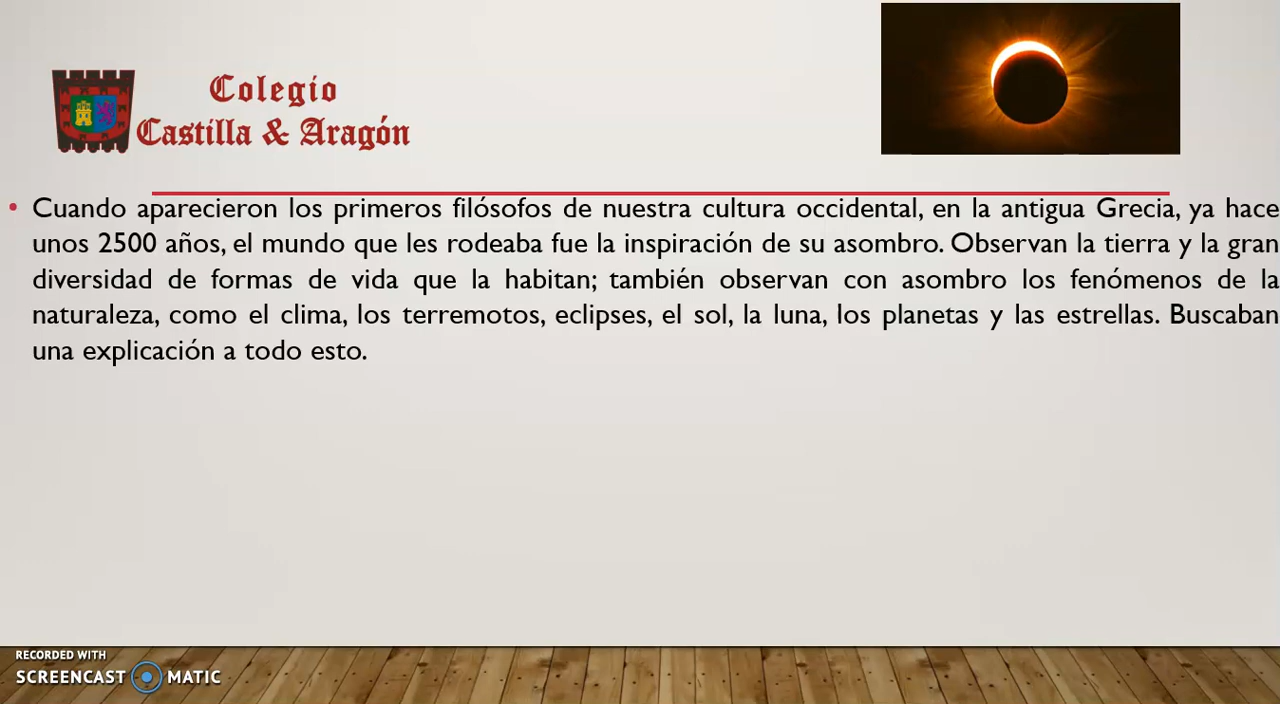 Colegio
Castilla & Aragón
• Cuando aparecieron los primeros filósofos de nuestra cultura occidental, en la antigua Grecia, ya hace
unos 2500 años, el mundo que les rodeaba fue la inspiración de su asombro. Observan la tierra y la gran
diversidad de formas de vida que la habitan; también observan con asombro los fenómenos de la
naturaleza, como el clima, los terremotos, eclipses, el sol, la luna, los planetas y las estrellas. Buscaban
una explicación a todo esto.
RECORDED WITH
SCREENCAST MATIC